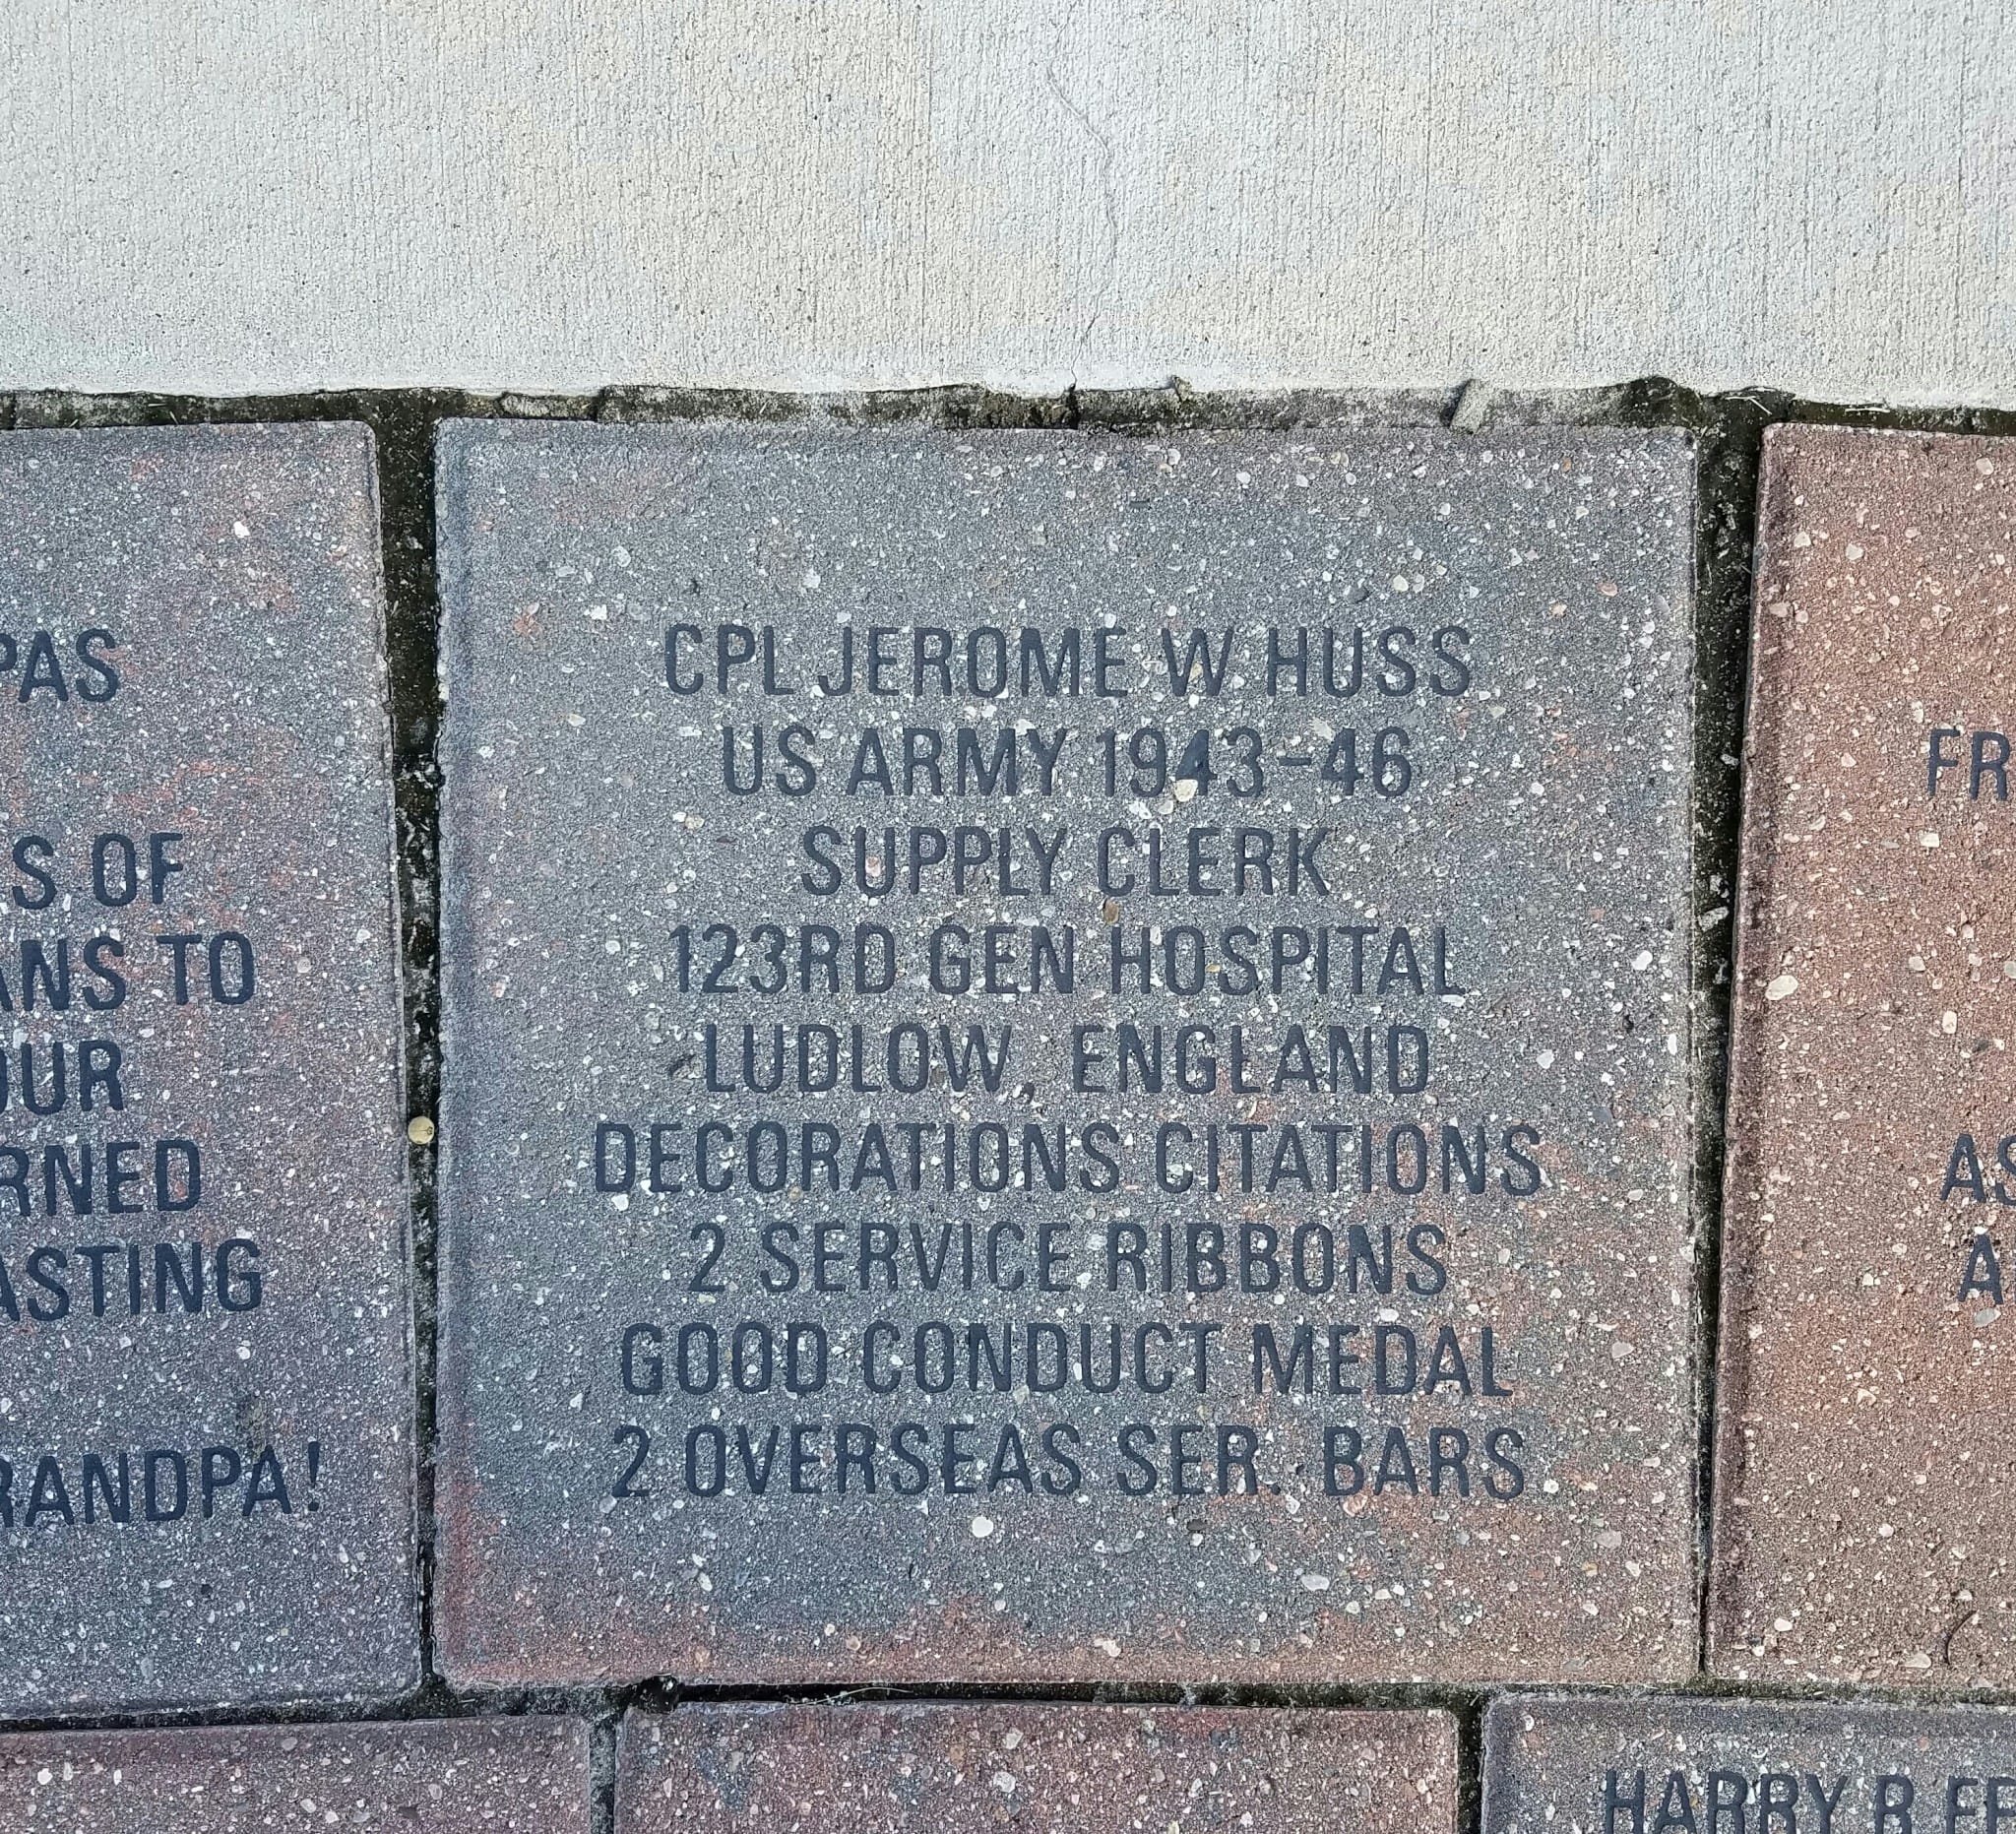 PAS
S OF
ANS TO
OUR
RNED
ASTING
RANDPA!
CPL JEROME W HUSS
US ARMY 1943-46
SUPPLY CLERK
123RD GEN HOSPITAL
LUDLOW, ENGLAND
DECORATIONS CITATIONS
2 SERVICE RIBBONS
GOOD CONDUCT MEDAL
2 OVERSEAS SER. BARS
FR
AS
A
HARRY R